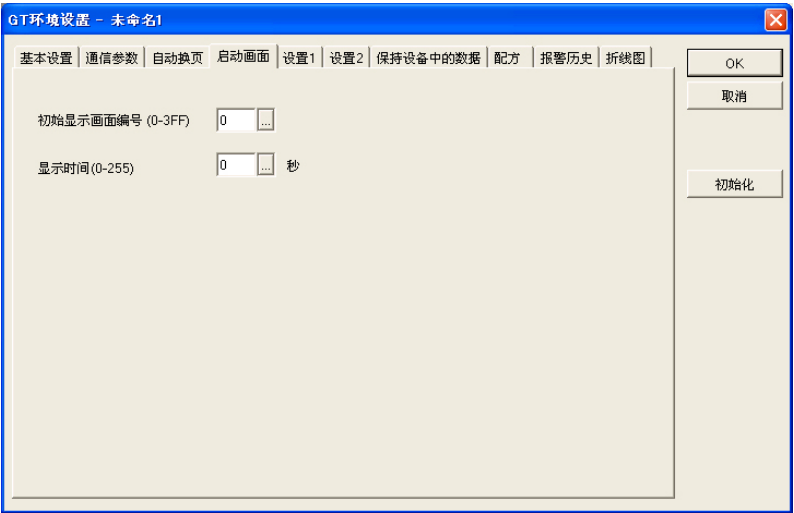 GT环境设置 - 未命名1
基本设置 通信参数 自动换页 启动画面 设置1 设置2 保持设备中的数据 配方 报警历史 折线图
OK
取消
初始显示画面编号 (0-3FF) 0 ...
显示时间(0-255) 0 ... 秒
初始化